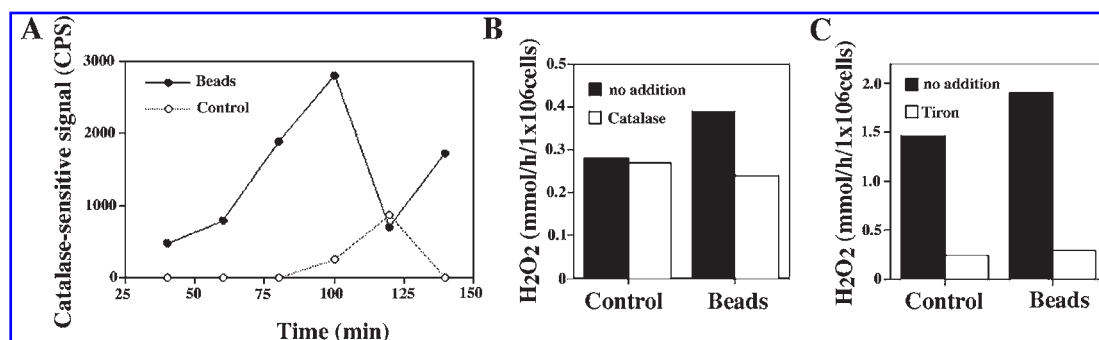 A
Catalase-sensitive signal (CPS)
3000
2000
1000
0
Beads
Control
25
50
75
100
125
150
Time (min)
B
H2O2 (mmol/h/1x106cells)
0.5
0.4
0.3
0.2
0.1
0
no addition
Catalase
Control
Beads
C
H2O2 (mmol/h/1x106cells)
2.0
1.5
1.0
0.5
0
no addition
Tiron
Control
Beads